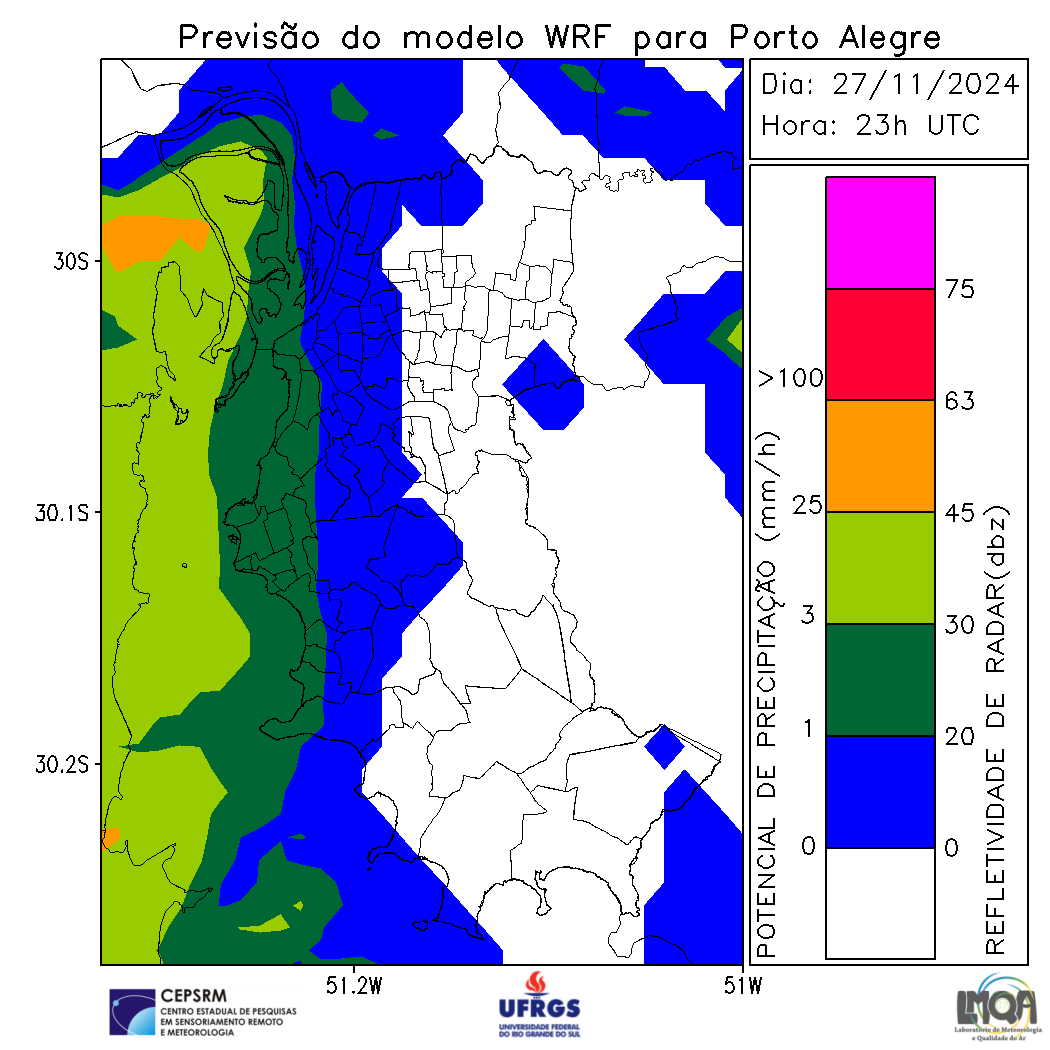 Previsão do modelo WRF para Porto Alegre
Dia: 27/11/2024
Hora: 23h UTC
30S
30.1S
30.2S
51.2W
51W
POTENCIAL DE PRECIPITAÇÃO (mm/h)
>100
25
3
1
0
75
63
45
30
20
0
REFLETIVIDADE DE RADAR(dbz)
CEPSRM
CENTRO ESTADUAL DE PESQUISAS
EM SENSORIAMENTO REMOTO
E METEOROLOGIA
UFRGS
UNIVERSIDADE FEDERAL
DO RIO GRANDE DO SUL
LMQA
Laboratório de Meteorologia
e Qualidade do Ar